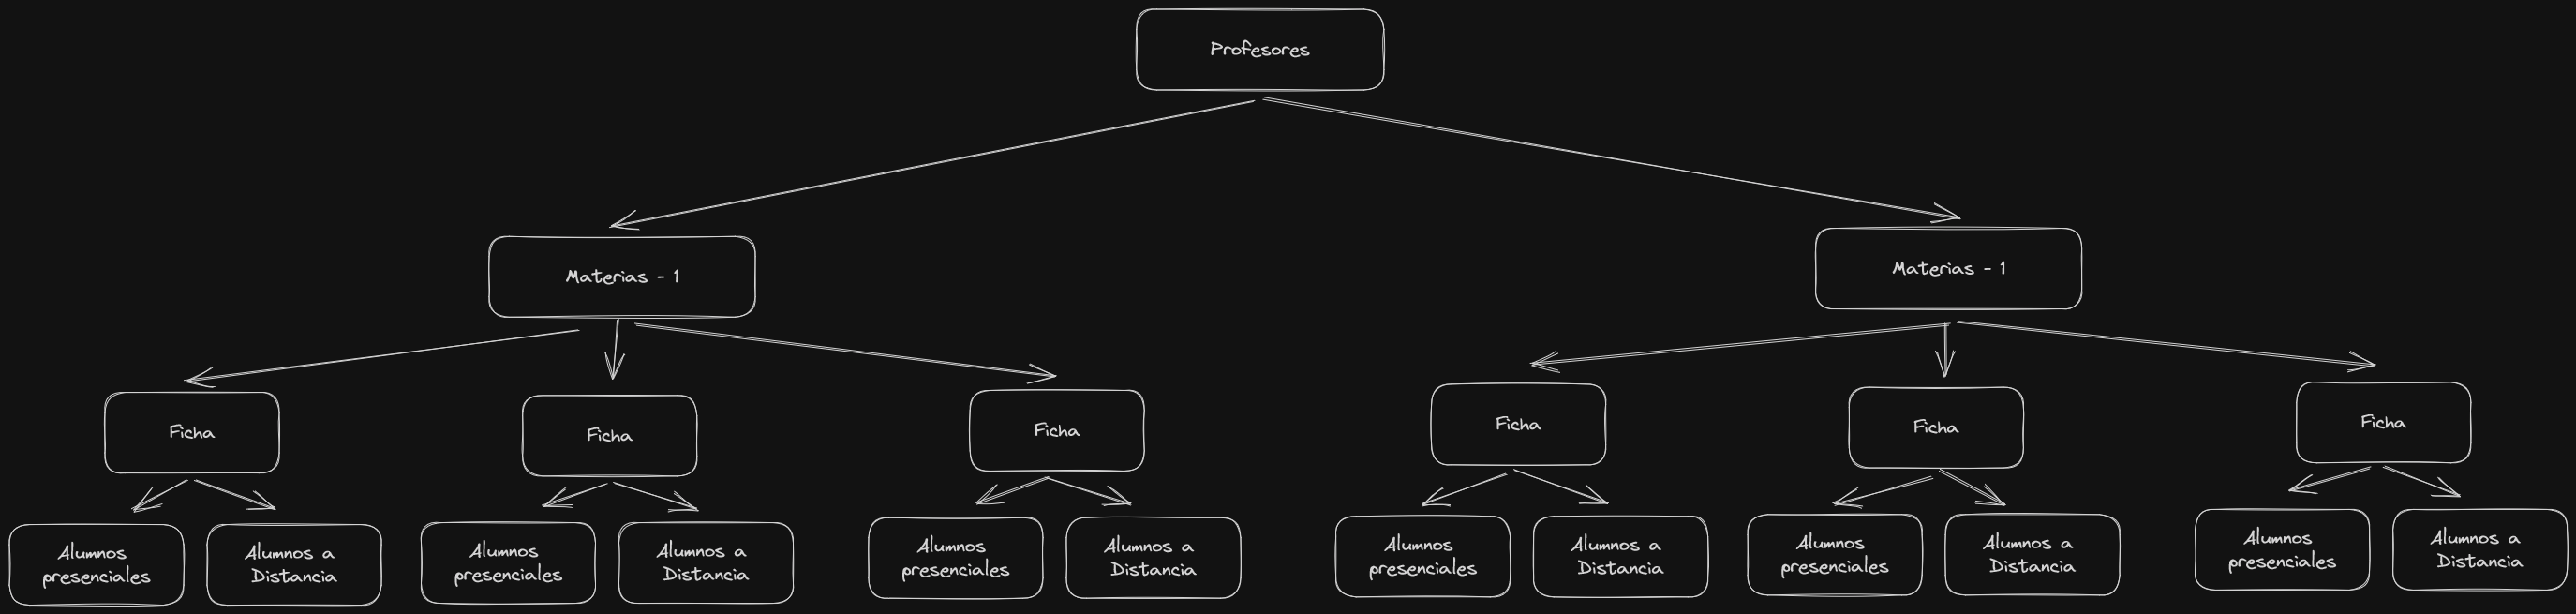 Profesores
Materias - 1
Materias - 1
Ficha
Ficha
Ficha
Ficha
Ficha
Ficha
Alumnos
presenciales
Alumnos a
Distancia
Alumnos
presenciales
Alumnos a
Distancia
Alumnos
presenciales
Alumnos a
Distancia
Alumnos
presenciales
Alumnos a
Distancia
Alumnos
presenciales
Alumnos a
Distancia
Alumnos
presenciales
Alumnos a
Distancia